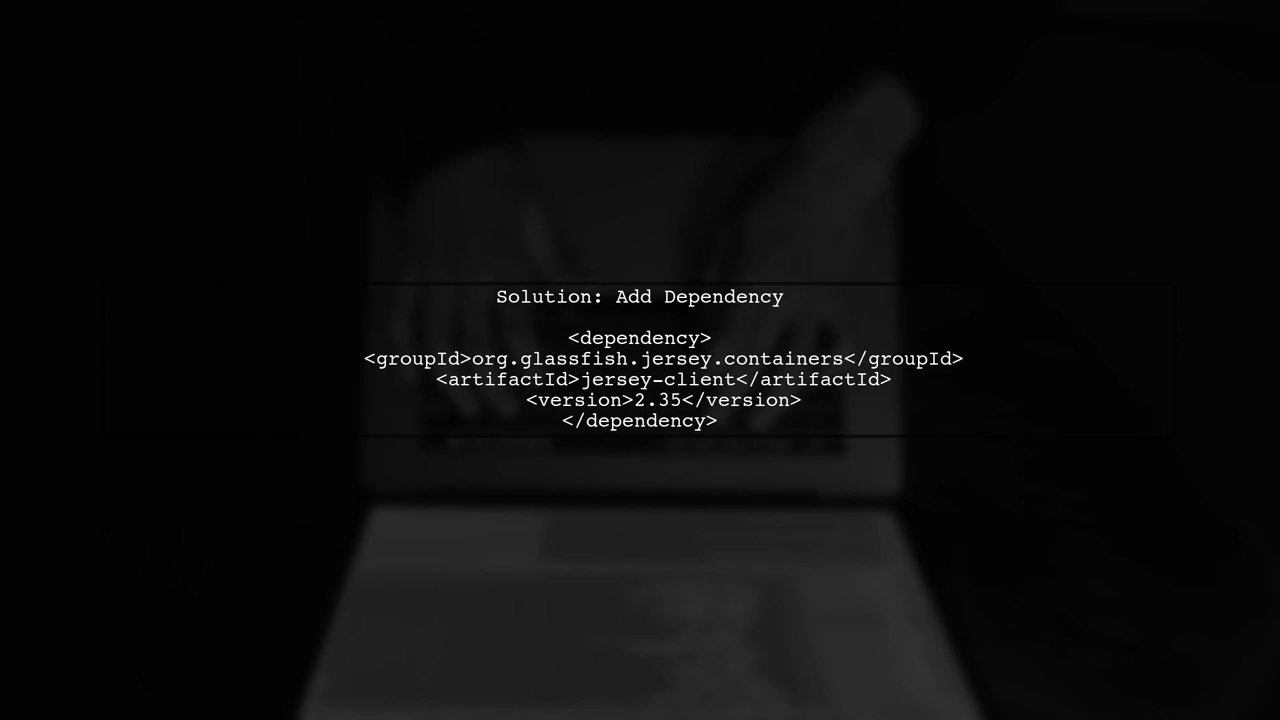 Solution: Add Dependency
<dependency>
<groupId>org.glassfish.jersey.containers</groupId>
<artifactId>jersey-client</artifactId>
<version>2.35</version>
</dependency>